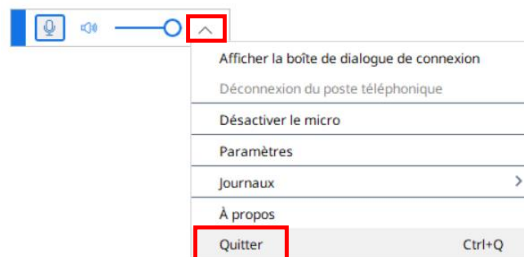 Afficher la boîte de dialogue de connexion
Déconnexion du poste téléphonique
Désactiver le micro
Paramètres
Journaux
À propos
Quitter Ctrl+Q